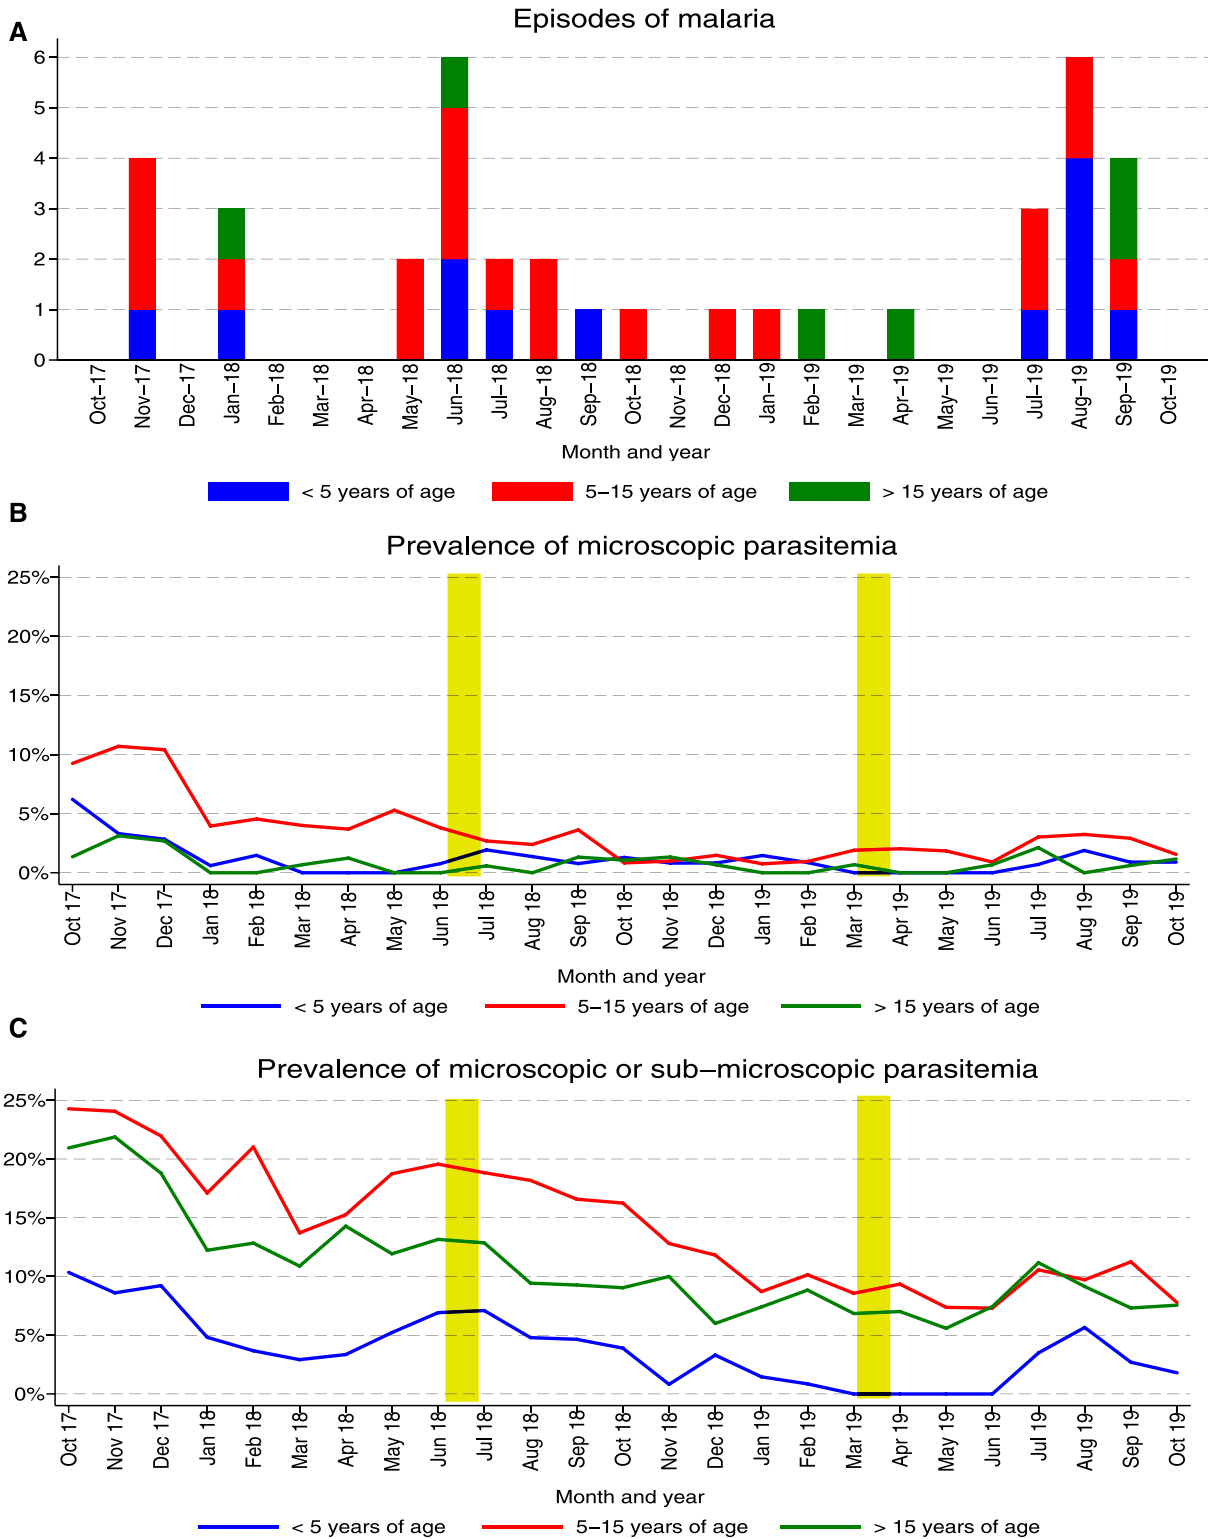 A
Episodes of malaria
6
5
4
3
2
1
0
Oct–17 Nov–17 Dec–17 Jan–18 Feb–18 Mar–18 Apr–18 May–18 Jun–18 Jul–18 Aug–18 Sep–18 Oct–18 Nov–18 Dec–18 Jan–19 Feb–19 Mar–19 Apr–19 May–19 Jun–19 Jul–19 Aug–19 Sep–19 Oct–19
Month and year
< 5 years of age 5–15 years of age > 15 years of age
B
Prevalence of microscopic parasitemia
25%
20%
15%
10%
5%
0%
Oct 17 Nov 17 Dec 17 Jan 18 Feb 18 Mar 18 Apr 18 May 18 Jun 18 Jul 18 Aug 18 Sep 18 Oct 18 Nov 18 Dec 18 Jan 19 Feb 19 Mar 19 Apr 19 May 19 Jun 19 Jul 19 Aug 19 Sep 19 Oct 19
Month and year
< 5 years of age 5–15 years of age > 15 years of age
C
Prevalence of microscopic or sub–microscopic parasitemia
25%
20%
15%
10%
5%
0%
Oct 17 Nov 17 Dec 17 Jan 18 Feb 18 Mar 18 Apr 18 May 18 Jun 18 Jul 18 Aug 18 Sep 18 Oct 18 Nov 18 Dec 18 Jan 19 Feb 19 Mar 19 Apr 19 May 19 Jun 19 Jul 19 Aug 19 Sep 19 Oct 19
Month and year
< 5 years of age 5–15 years of age > 15 years of age